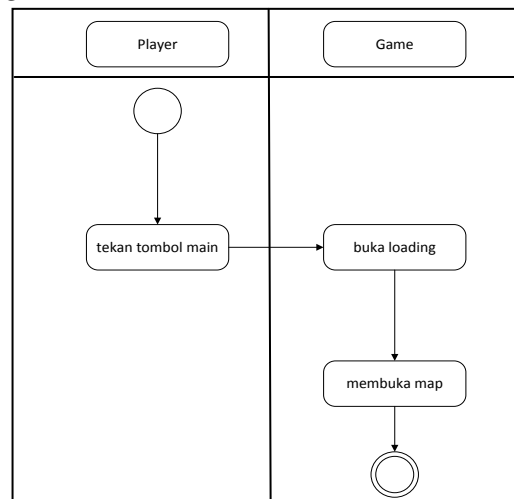 Player
Game
tekan tombol main
buka loading
membuka map